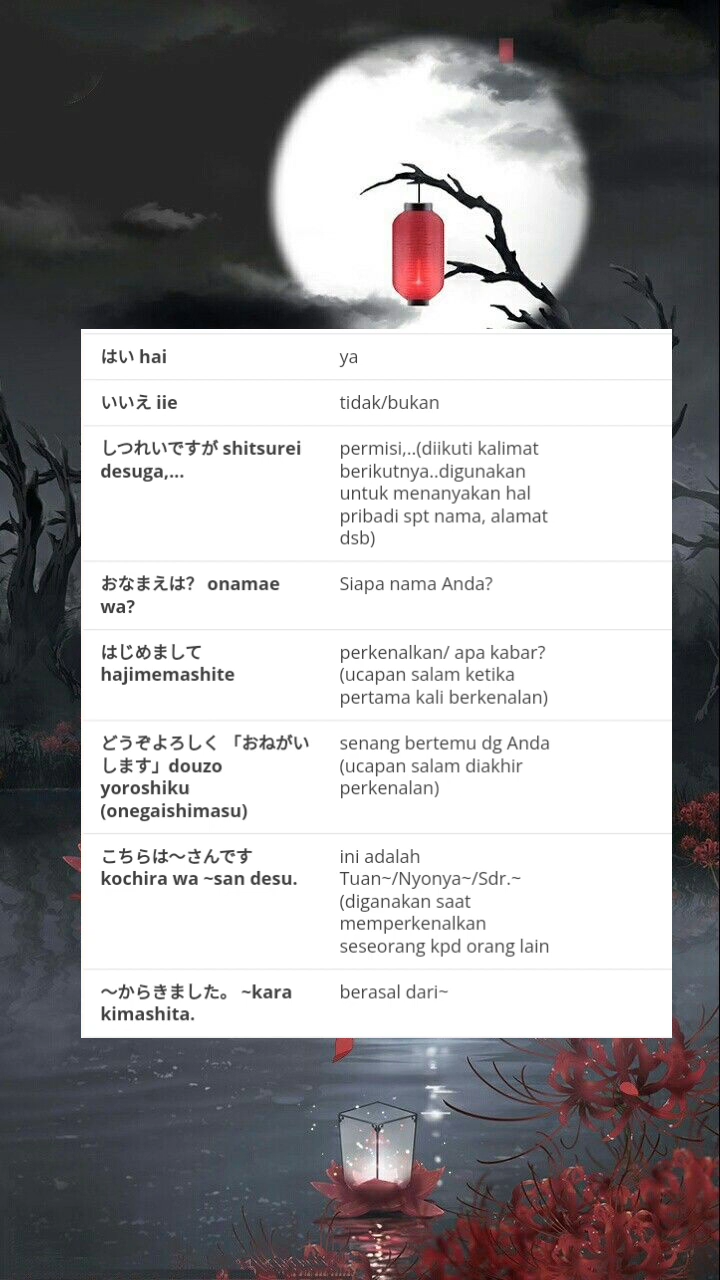 はい hai
ya
いいえ iie
tidak/bukan
しつれいですが shitsurei
desuga,...
permisi,..(diikuti kalimat
berikutnya..digunakan
untuk menanyakan hal
pribadi spt nama, alamat
dsb)
おなまえは? onamae
wa?
Siapa nama Anda?
はじめまして
hajimemashite
perkenalkan/ apa kabar?
(ucapan salam ketika
pertama kali berkenalan)
どうぞよろしく 「おねがい
します」douzo
yoroshiku
(onegaishimasu)
senang bertemu dg Anda
(ucapan salam diakhir
perkenalan)
こちらは～さんです
kochira wa ~san desu.
ini adalah
Tuan~/Nyonya~/Sdr.~
(diganakan saat
memperkenalkan
seseorang kpd orang lain
～からきました。 ~kara
kimashita.
berasal dari~